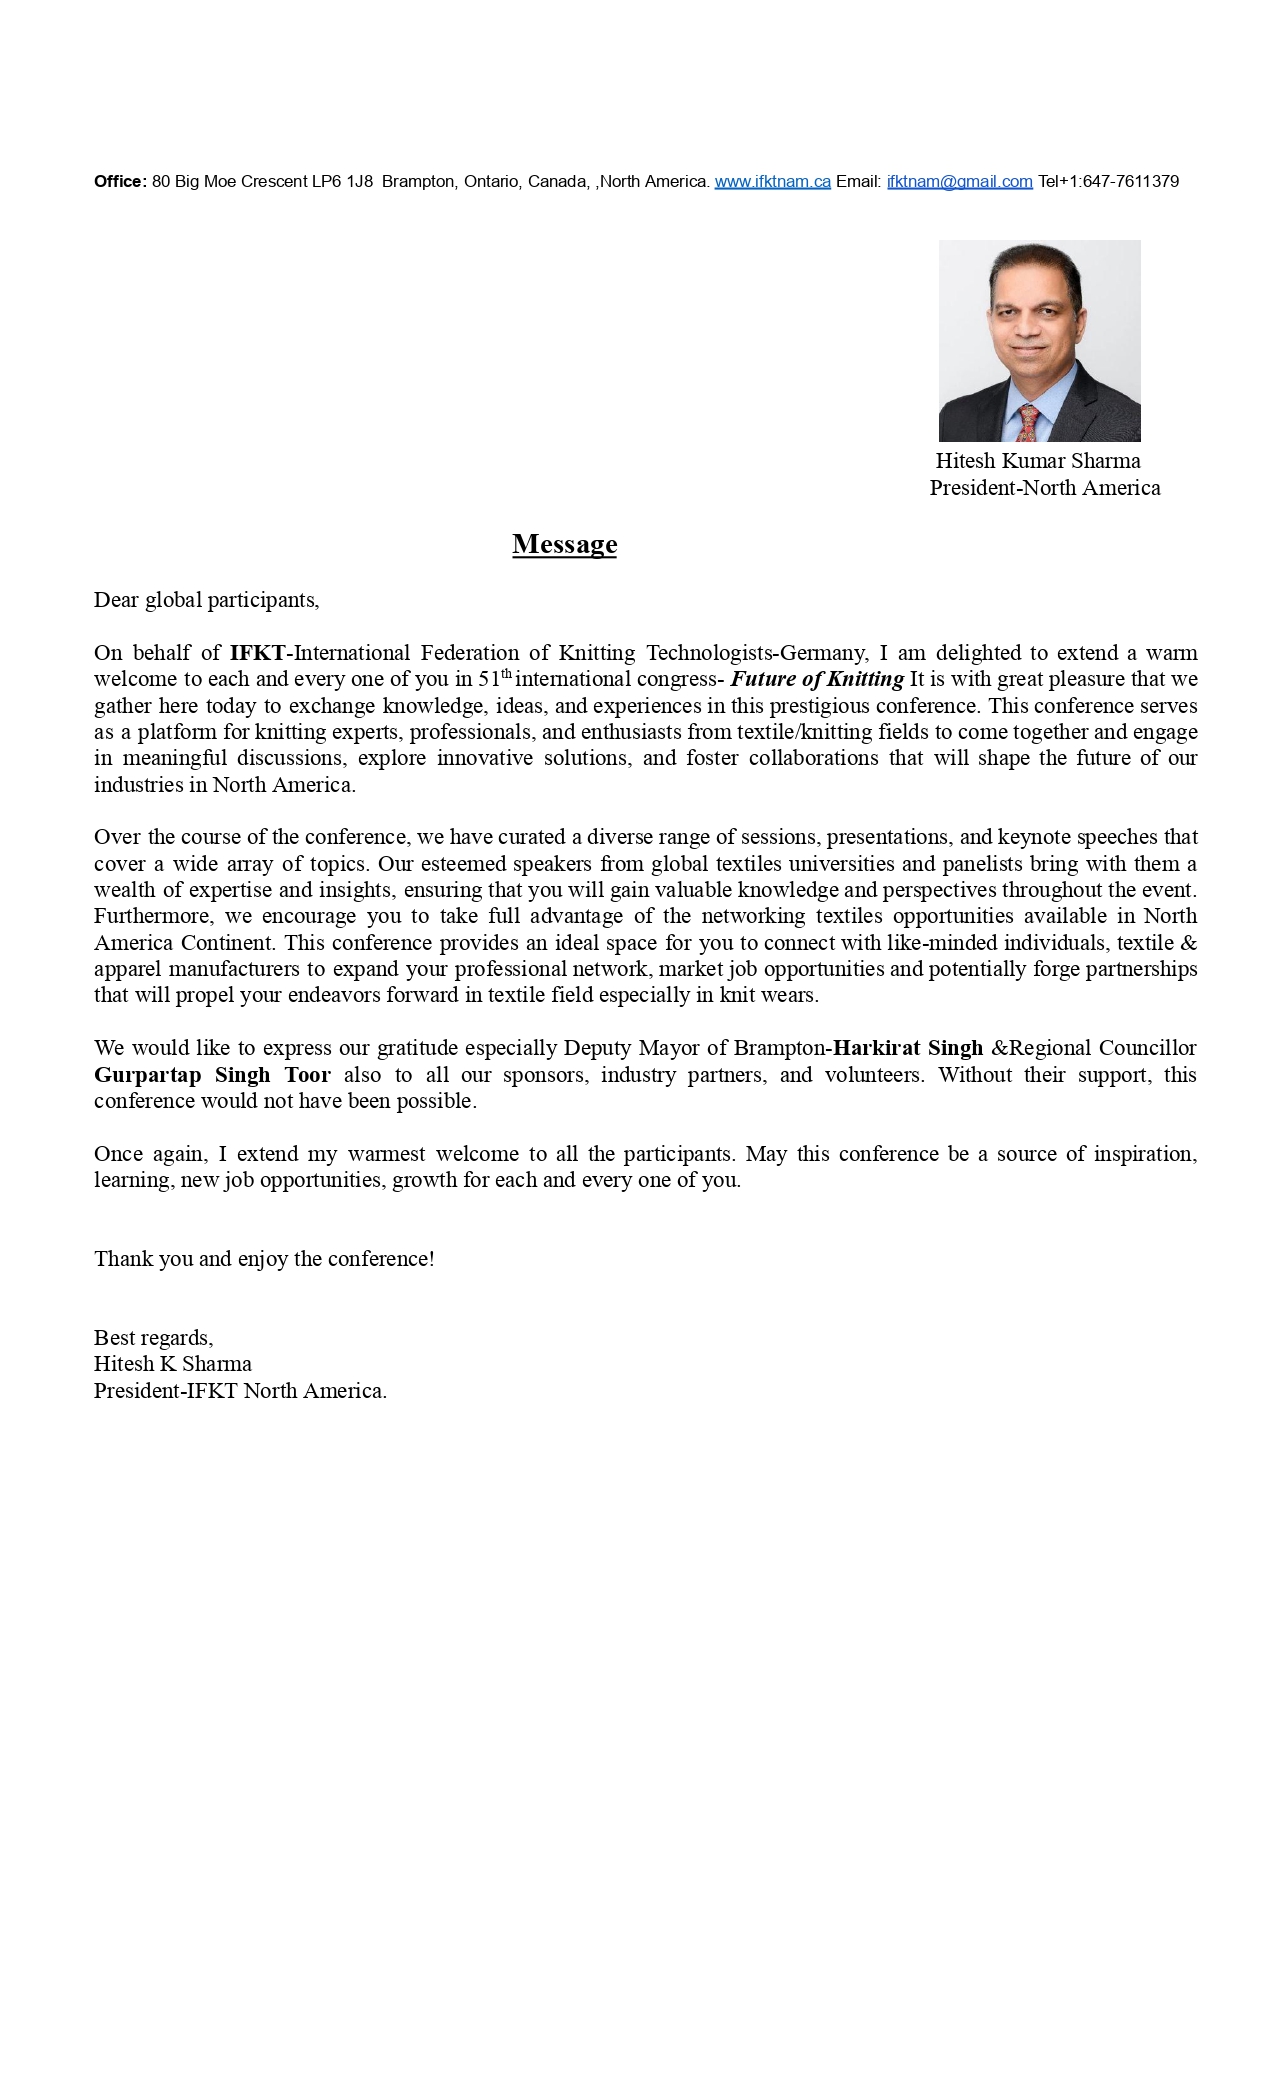 Office: 80 Big Moe Crescent LP6 1J8  Brampton, Ontario, Canada, ,North America. www.ifktnam.ca Email: ifktnam@gmail.com Tel+1:647-7611379
Hitesh Kumar Sharma
President-North America
Message
Dear global participants,
On behalf of IFKT-International Federation of Knitting Technologists-Germany, I am delighted to extend a warm
welcome to each and every one of you in 51th international congress- Future of Knitting It is with great pleasure that we
gather here today to exchange knowledge, ideas, and experiences in this prestigious conference. This conference serves
as a platform for knitting experts, professionals, and enthusiasts from textile/knitting fields to come together and engage
in meaningful discussions, explore innovative solutions, and foster collaborations that will shape the future of our
industries in North America.
Over the course of the conference, we have curated a diverse range of sessions, presentations, and keynote speeches that
cover a wide array of topics. Our esteemed speakers from global textiles universities and panelists bring with them a
wealth of expertise and insights, ensuring that you will gain valuable knowledge and perspectives throughout the event.
Furthermore, we encourage you to take full advantage of the networking textiles opportunities available in North
America Continent. This conference provides an ideal space for you to connect with like-minded individuals, textile &
apparel manufacturers to expand your professional network, market job opportunities and potentially forge partnerships
that will propel your endeavors forward in textile field especially in knit wears.
We would like to express our gratitude especially Deputy Mayor of Brampton-Harkirat Singh &Regional Councillor
Gurpartap Singh Toor also to all our sponsors, industry partners, and volunteers. Without their support, this
conference would not have been possible.
Once again, I extend my warmest welcome to all the participants. May this conference be a source of inspiration,
learning, new job opportunities, growth for each and every one of you.
Thank you and enjoy the conference!
Best regards,
Hitesh K Sharma
President-IFKT North America.